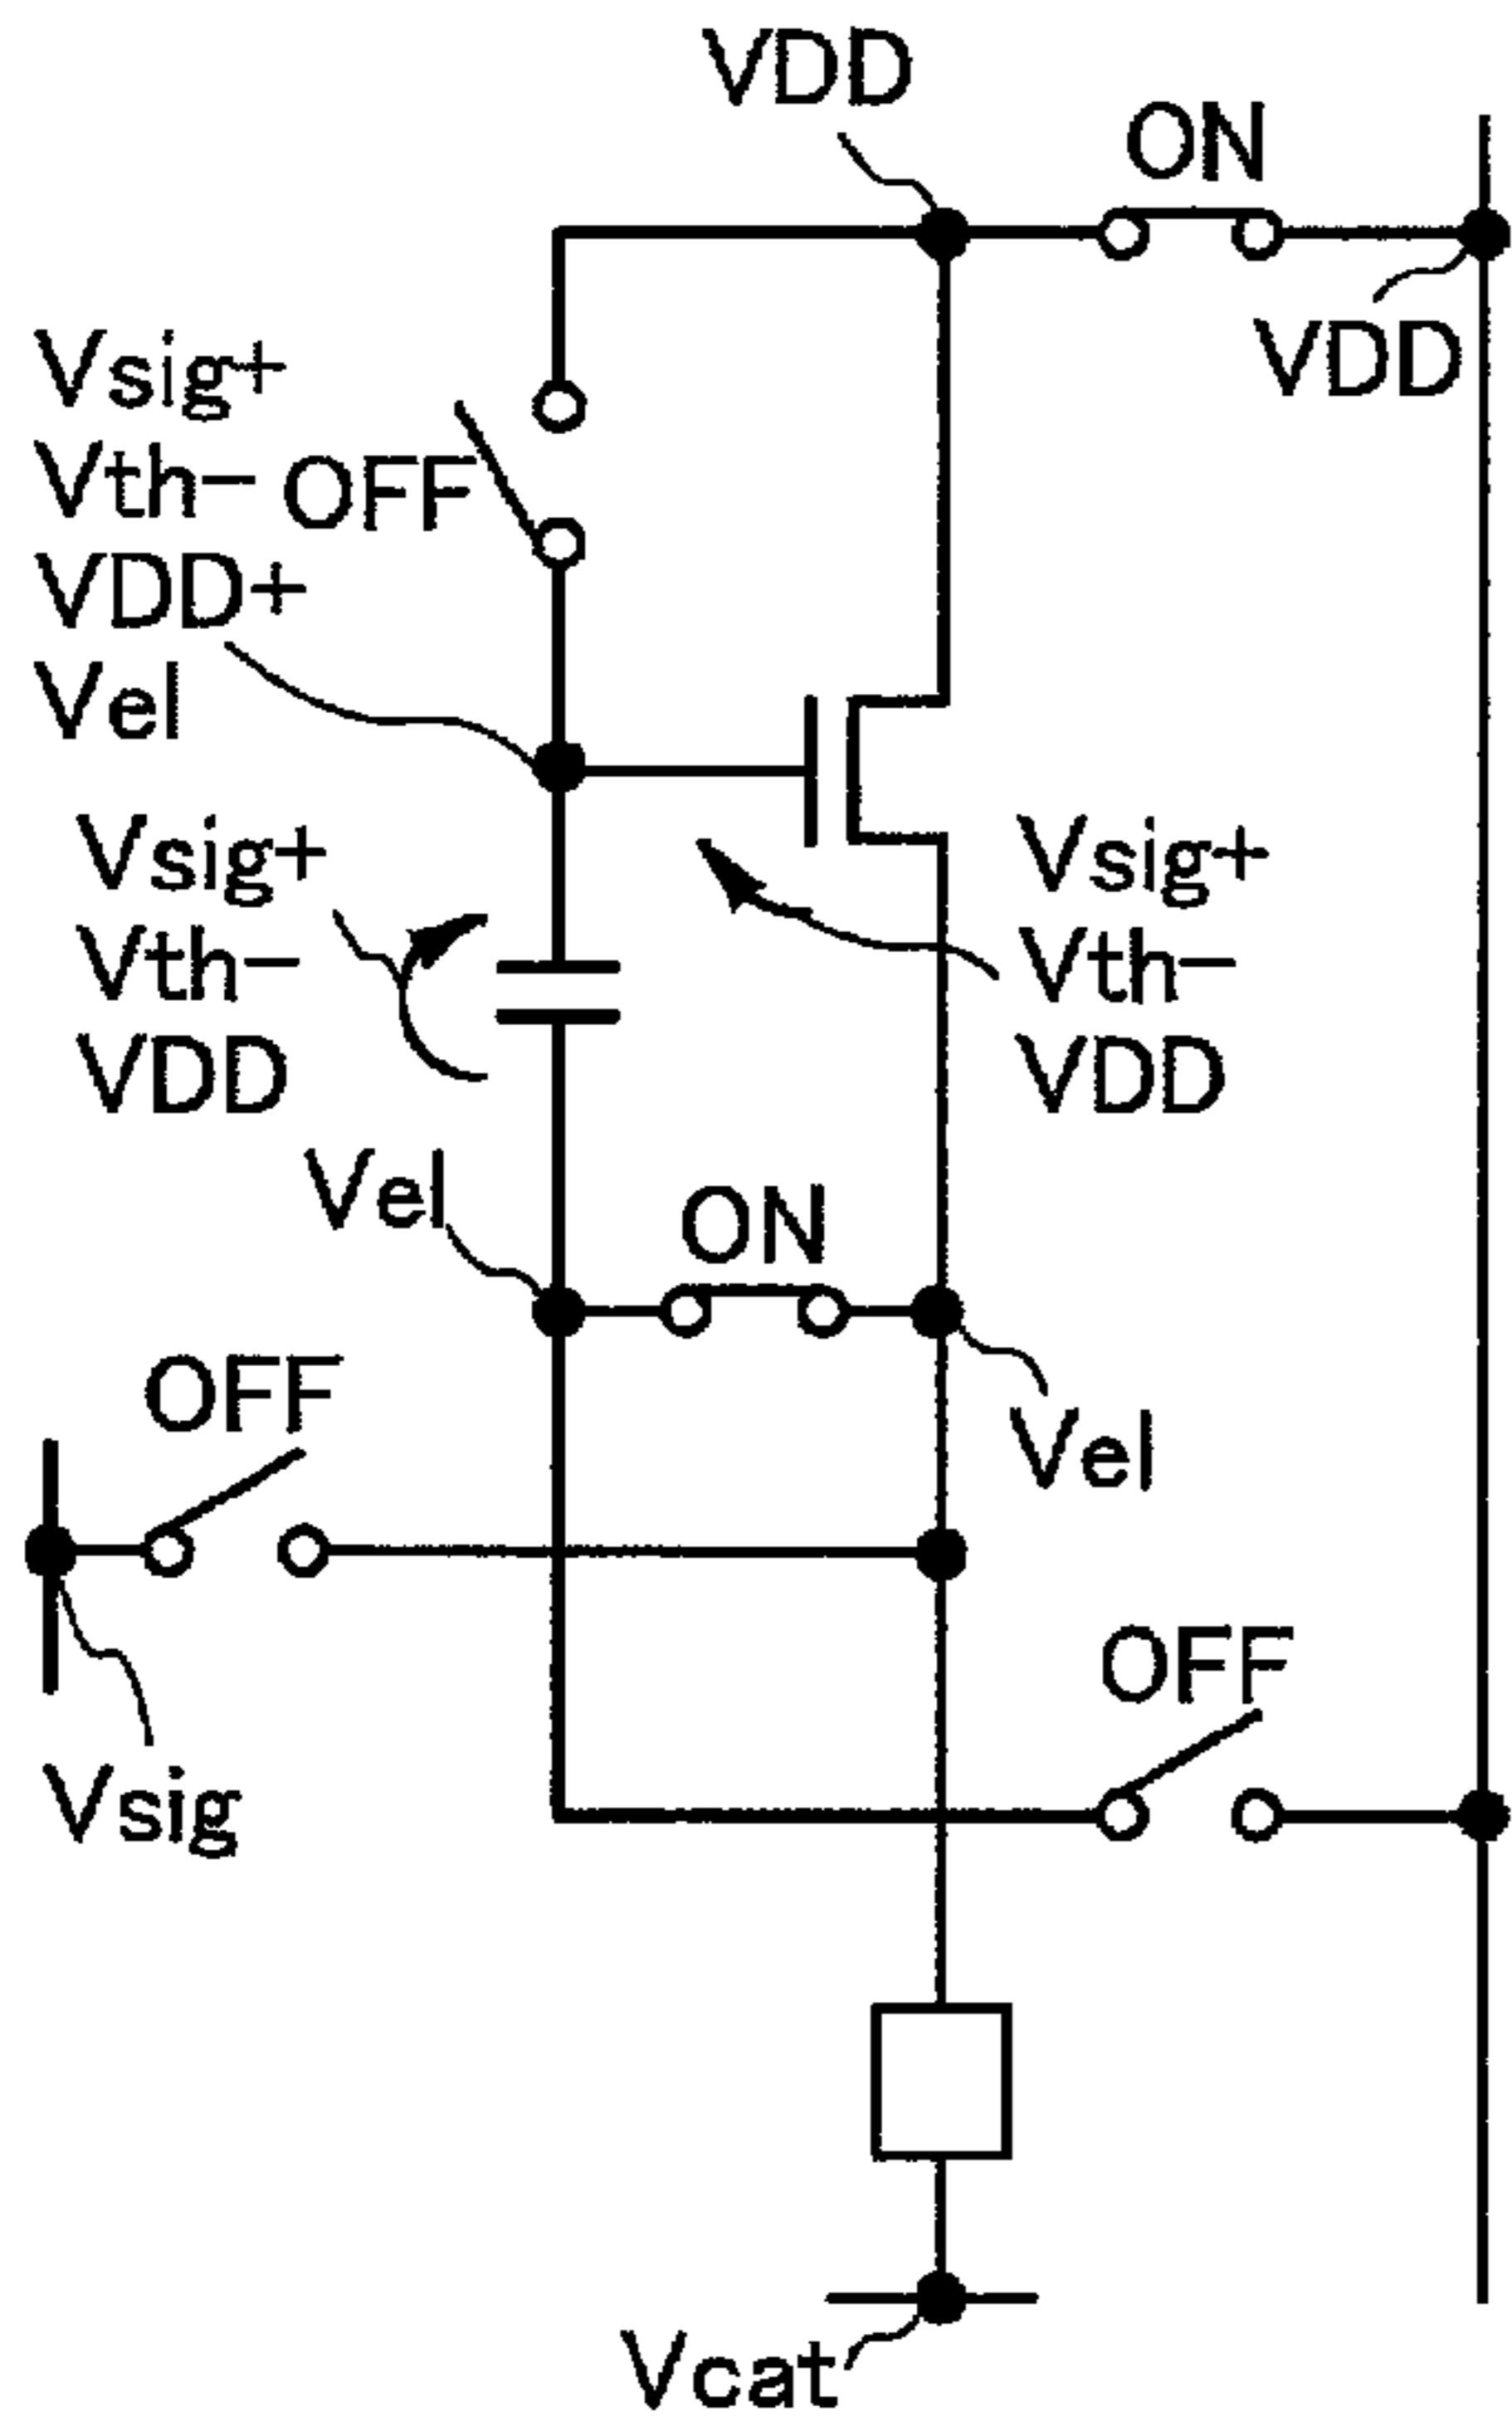 VDD
ON
VDD
Vsig+
Vth-
OFF
VDD+
Vel
Vsig+
Vth-
VDD
Vsig+
Vth-
VDD
Vel
ON
Vel
OFF
Vsig
OFF
Vcat